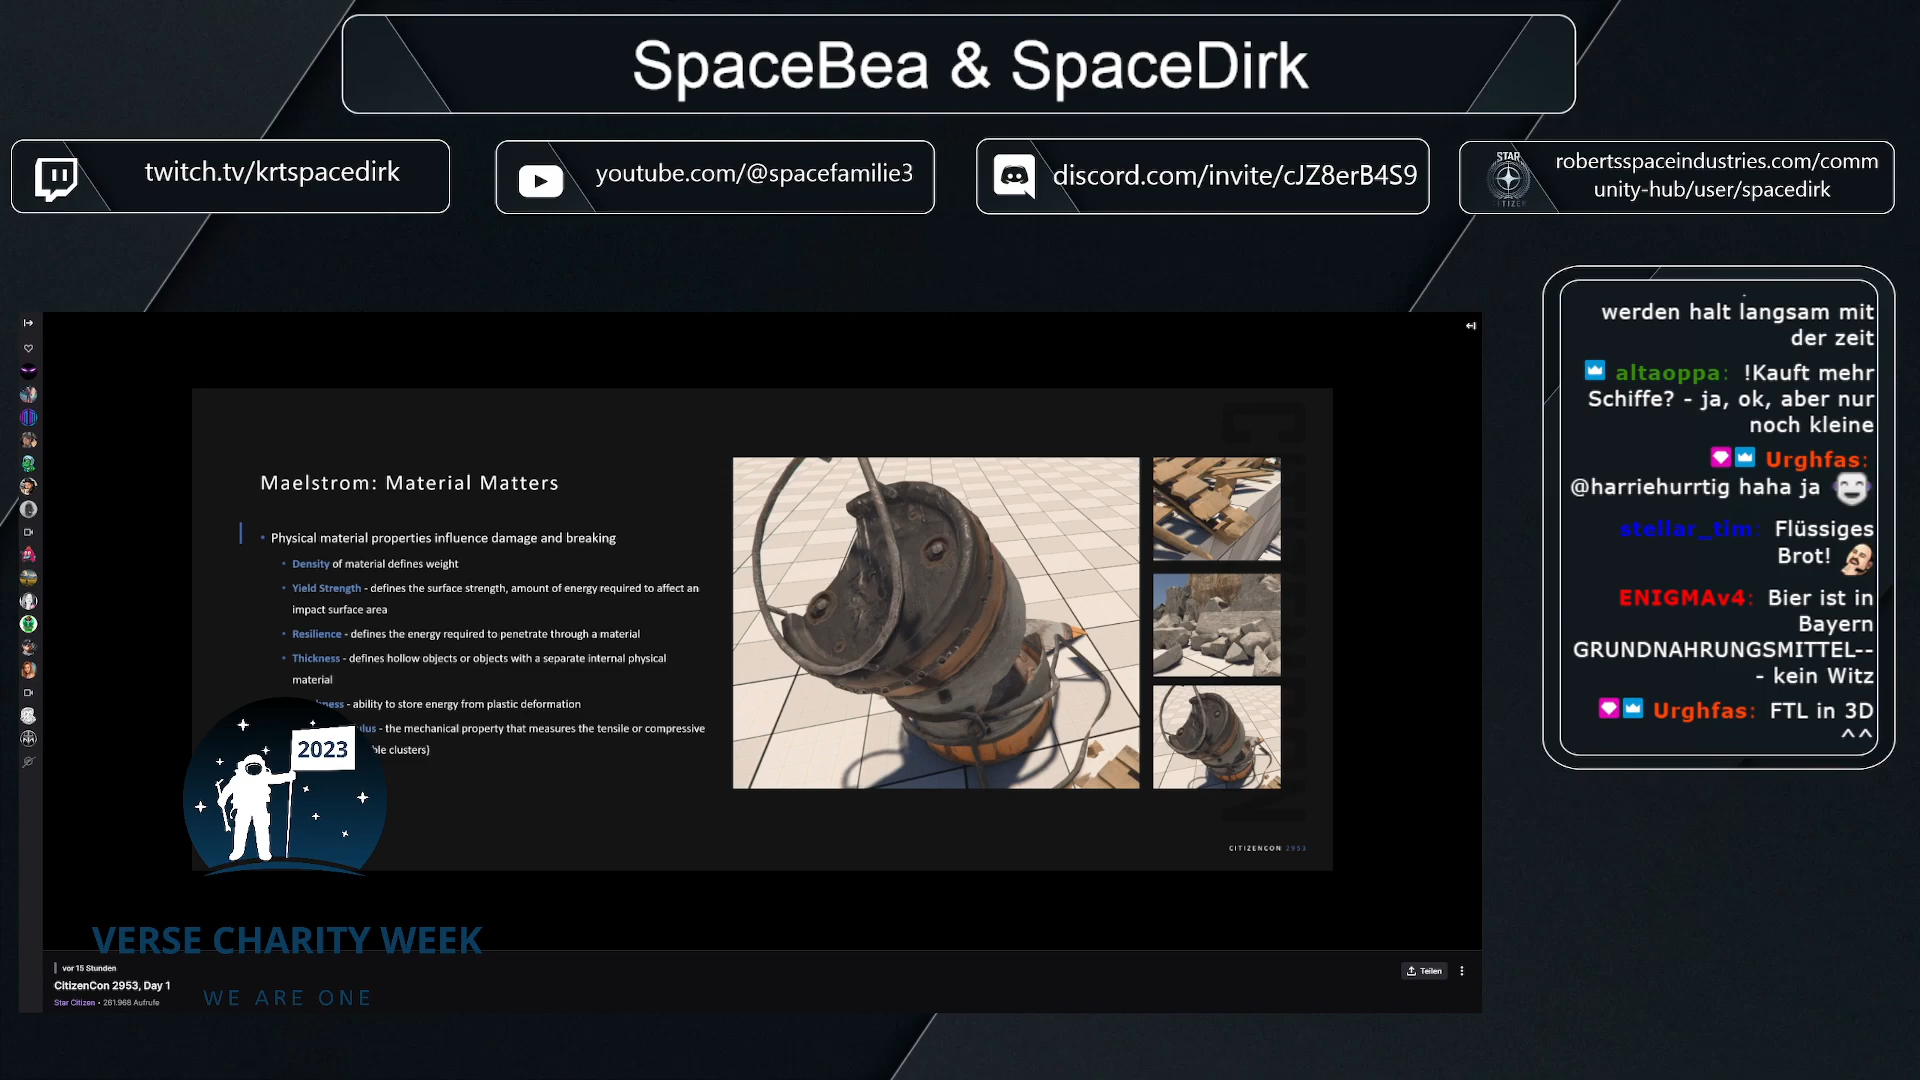 SpaceBea & SpaceDirk
twitch.tv/krtspacedirk
youtube.com/@spacefamilie3
discord.com/invite/cJZ8erB4S9
STAR
CITIZEN
robertsspaceindustries.com/comm
unity-hub/user/spacedirk
werden halt langsam mit
der zeit
altaoppa: !Kauft mehr
Schiffe? - ja, ok, aber nur
noch kleine
Urghfas:
@harriehurrtig haha ja
stellar_tim: Flüssiges
Brot!
ENIGMAv4: Bier ist in
Bayern
GRUNDNAHRUNGSMITTEL--
- kein Witz
Urghfas: FTL in 3D
^^
Maelstrom: Material Matters
• Physical material properties influence damage and breaking
• Density of material defines weight
• Yield Strength - defines the surface strength, amount of energy required to affect an
impact surface area
• Resilience - defines the energy required to penetrate through a material
• Thickness - defines hollow objects or objects with a separate internal physical
material
- ability to store energy from plastic deformation
- the mechanical property that measures the tensile or compressive
clusters)
CITIZENCON
CITIZENCON 2953
2023
VERSE CHARITY WEEK
WE ARE ONE
vor 15 Stunden
CitizenCon 2953, Day 1
Star Citizen • 261.968 Aufrufe
Teilen